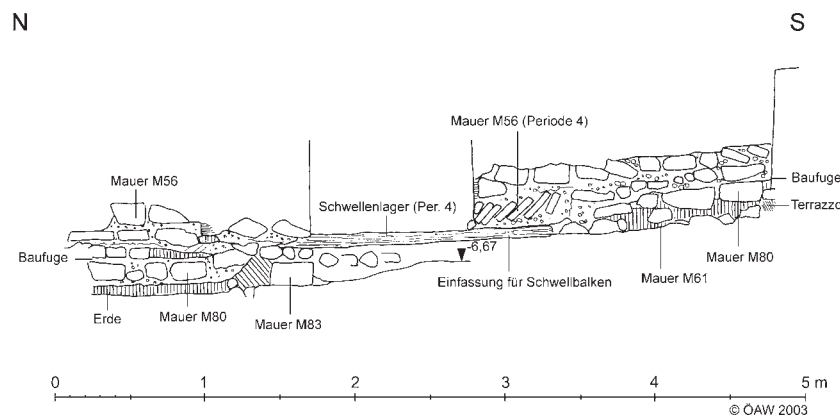 N
S
Mauer M56 (Periode 4)
Mauer M56
Baufuge
Schwellenlager (Per. 4)
Terrazzo
-6,67
Baufuge
Mauer M80
Einfassung für Schwellbalken
Mauer M61
Erde
Mauer M80
Mauer M83
0 1 2 3 4 5 m
© ÖAW 2003